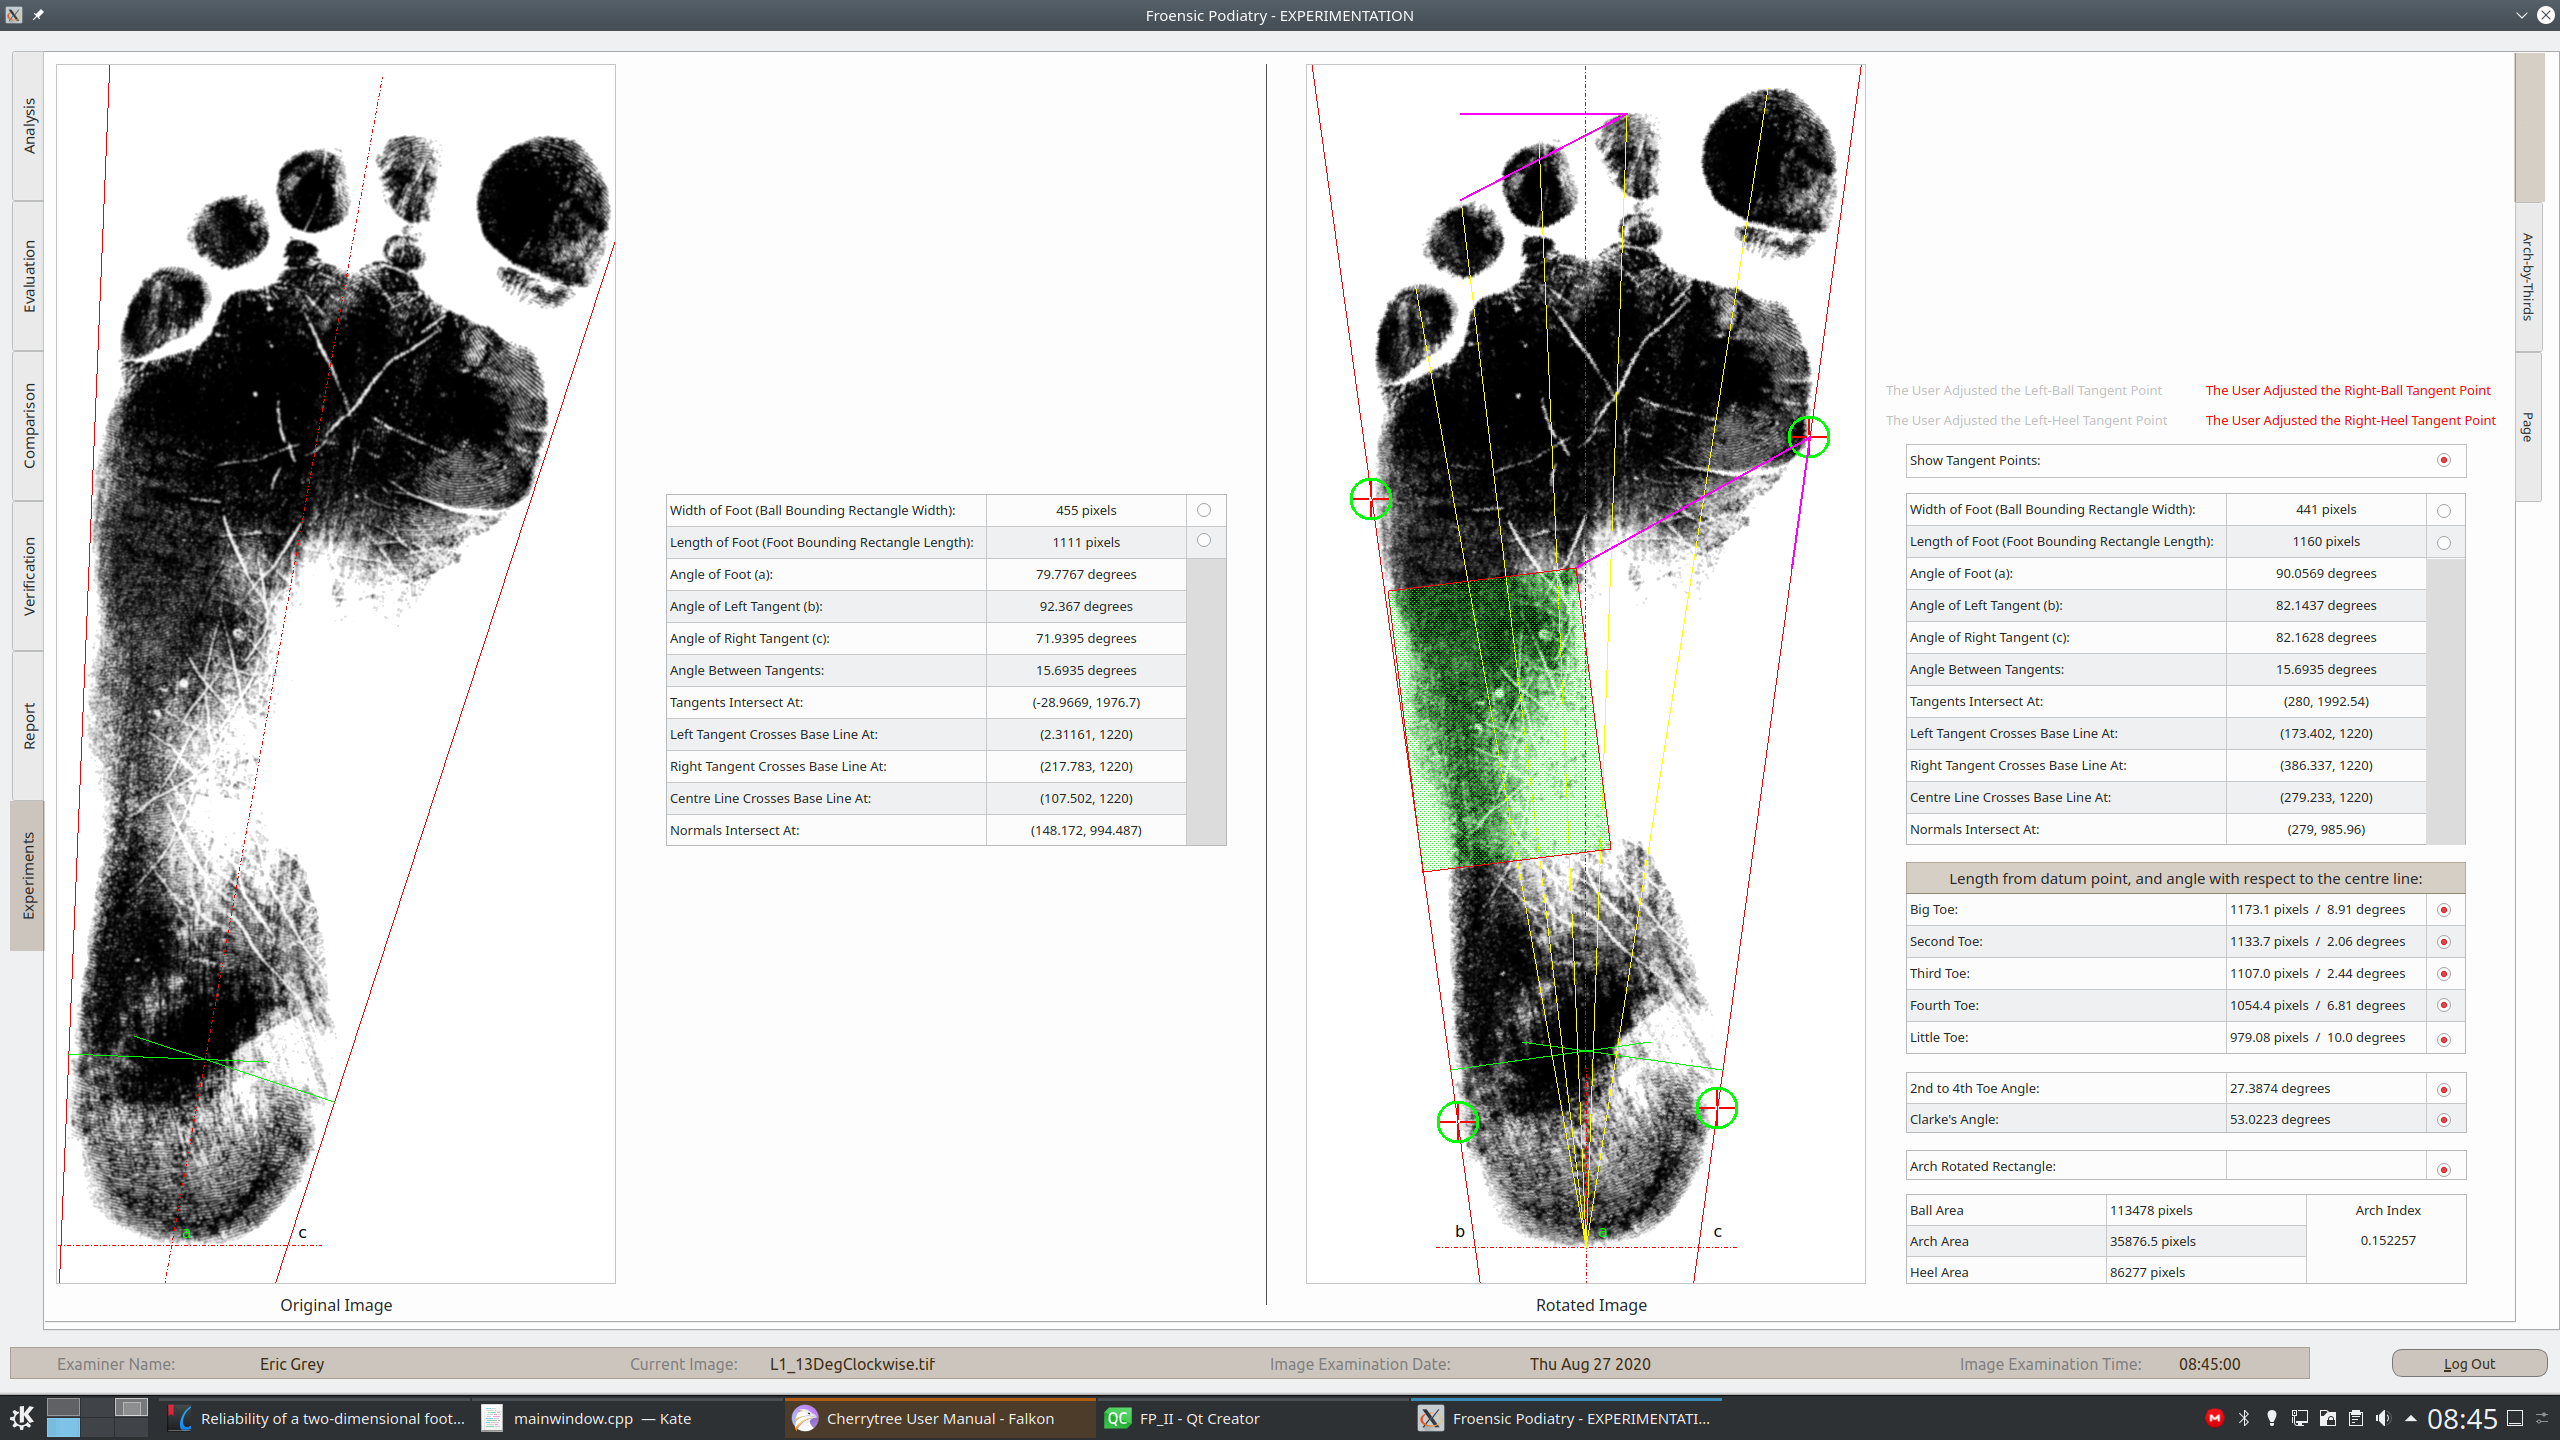 Froensic Podiatry - EXPERIMENTATION
Analysis
Evaluation
Comparison
Verification
Report
Experiments
a
c
Original Image
Width of Foot (Ball Bounding Rectangle Width): 455 pixels
Length of Foot (Foot Bounding Rectangle Length): 1111 pixels
Angle of Foot (a): 79.7767 degrees
Angle of Left Tangent (b): 92.367 degrees
Angle of Right Tangent (c): 71.9395 degrees
Angle Between Tangents: 15.6935 degrees
Tangents Intersect At: (-28.9669, 1976.7)
Left Tangent Crosses Base Line At: (2.31161, 1220)
Right Tangent Crosses Base Line At: (217.783, 1220)
Centre Line Crosses Base Line At: (107.502, 1220)
Normals Intersect At: (148.172, 994.487)
b
a
c
Rotated Image
Arch-by-Thirds
Page
The User Adjusted the Left-Ball Tangent Point The User Adjusted the Right-Ball Tangent Point
The User Adjusted the Left-Heel Tangent Point The User Adjusted the Right-Heel Tangent Point
Show Tangent Points:
Width of Foot (Ball Bounding Rectangle Width): 441 pixels
Length of Foot (Foot Bounding Rectangle Length): 1160 pixels
Angle of Foot (a): 90.0569 degrees
Angle of Left Tangent (b): 82.1437 degrees
Angle of Right Tangent (c): 82.1628 degrees
Angle Between Tangents: 15.6935 degrees
Tangents Intersect At: (280, 1992.54)
Left Tangent Crosses Base Line At: (173.402, 1220)
Right Tangent Crosses Base Line At: (386.337, 1220)
Centre Line Crosses Base Line At: (279.233, 1220)
Normals Intersect At: (279, 985.96)
Length from datum point, and angle with respect to the centre line:
Big Toe: 1173.1 pixels / 8.91 degrees
Second Toe: 1133.7 pixels / 2.06 degrees
Third Toe: 1107.0 pixels / 2.44 degrees
Fourth Toe: 1054.4 pixels / 6.81 degrees
Little Toe: 979.08 pixels / 10.0 degrees
2nd to 4th Toe Angle: 27.3874 degrees
Clarke's Angle: 53.0223 degrees
Arch Rotated Rectangle:
Ball Area 113478 pixels Arch Index
Arch Area 35876.5 pixels 0.152257
Heel Area 86277 pixels
Examiner Name: Eric Grey Current Image: L1_13DegClockwise.tif Image Examination Date: Thu Aug 27 2020 Image Examination Time: 08:45:00 Log Out
Reliability of a two-dimensional foot... mainwindow.cpp — Kate Cherrytree User Manual - Falkon QC FP_II - Qt Creator Froensic Podiatry - EXPERIMENTATI... 08:45